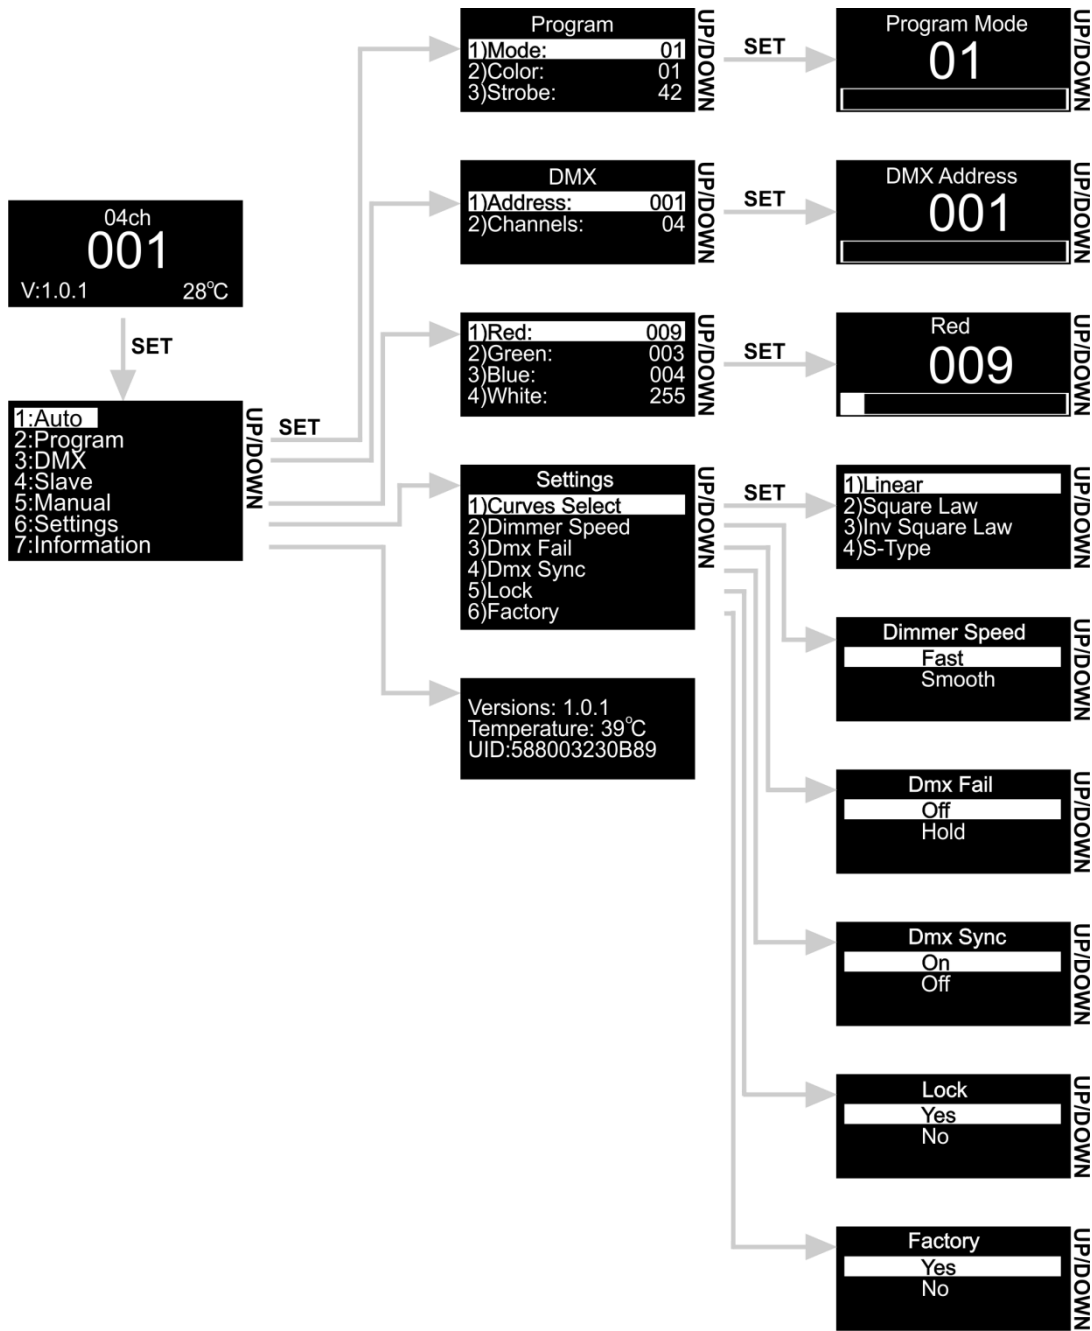 04ch
001
V:1.0.1 28°C
SET
1:Auto
2:Program
3:DMX
4:Slave
5:Manual
6:Settings
7:Information
UP/DOWN
SET
Program
1)Mode: 01
2)Color: 01
3)Strobe: 42
UP/DOWN
SET
Program Mode
01
UP/DOWN
DMX
1)Address: 001
2)Channels: 04
UP/DOWN
SET
DMX Address
001
UP/DOWN
1)Red: 009
2)Green: 003
3)Blue: 004
4)White: 255
UP/DOWN
SET
Red
009
UP/DOWN
Settings
1)Curves Select
2)Dimmer Speed
3)Dmx Fail
4)Dmx Sync
5)Lock
6)Factory
UP/DOWN
SET
1)Linear
2)Square Law
3)Inv Square Law
4)S-Type
UP/DOWN
Dimmer Speed
Fast
Smooth
UP/DOWN
Versions: 1.0.1
Temperature: 39°C
UID:588003230B89
Dmx Fail
Off
Hold
UP/DOWN
Dmx Sync
On
Off
UP/DOWN
Lock
Yes
No
UP/DOWN
Factory
Yes
No
UP/DOWN